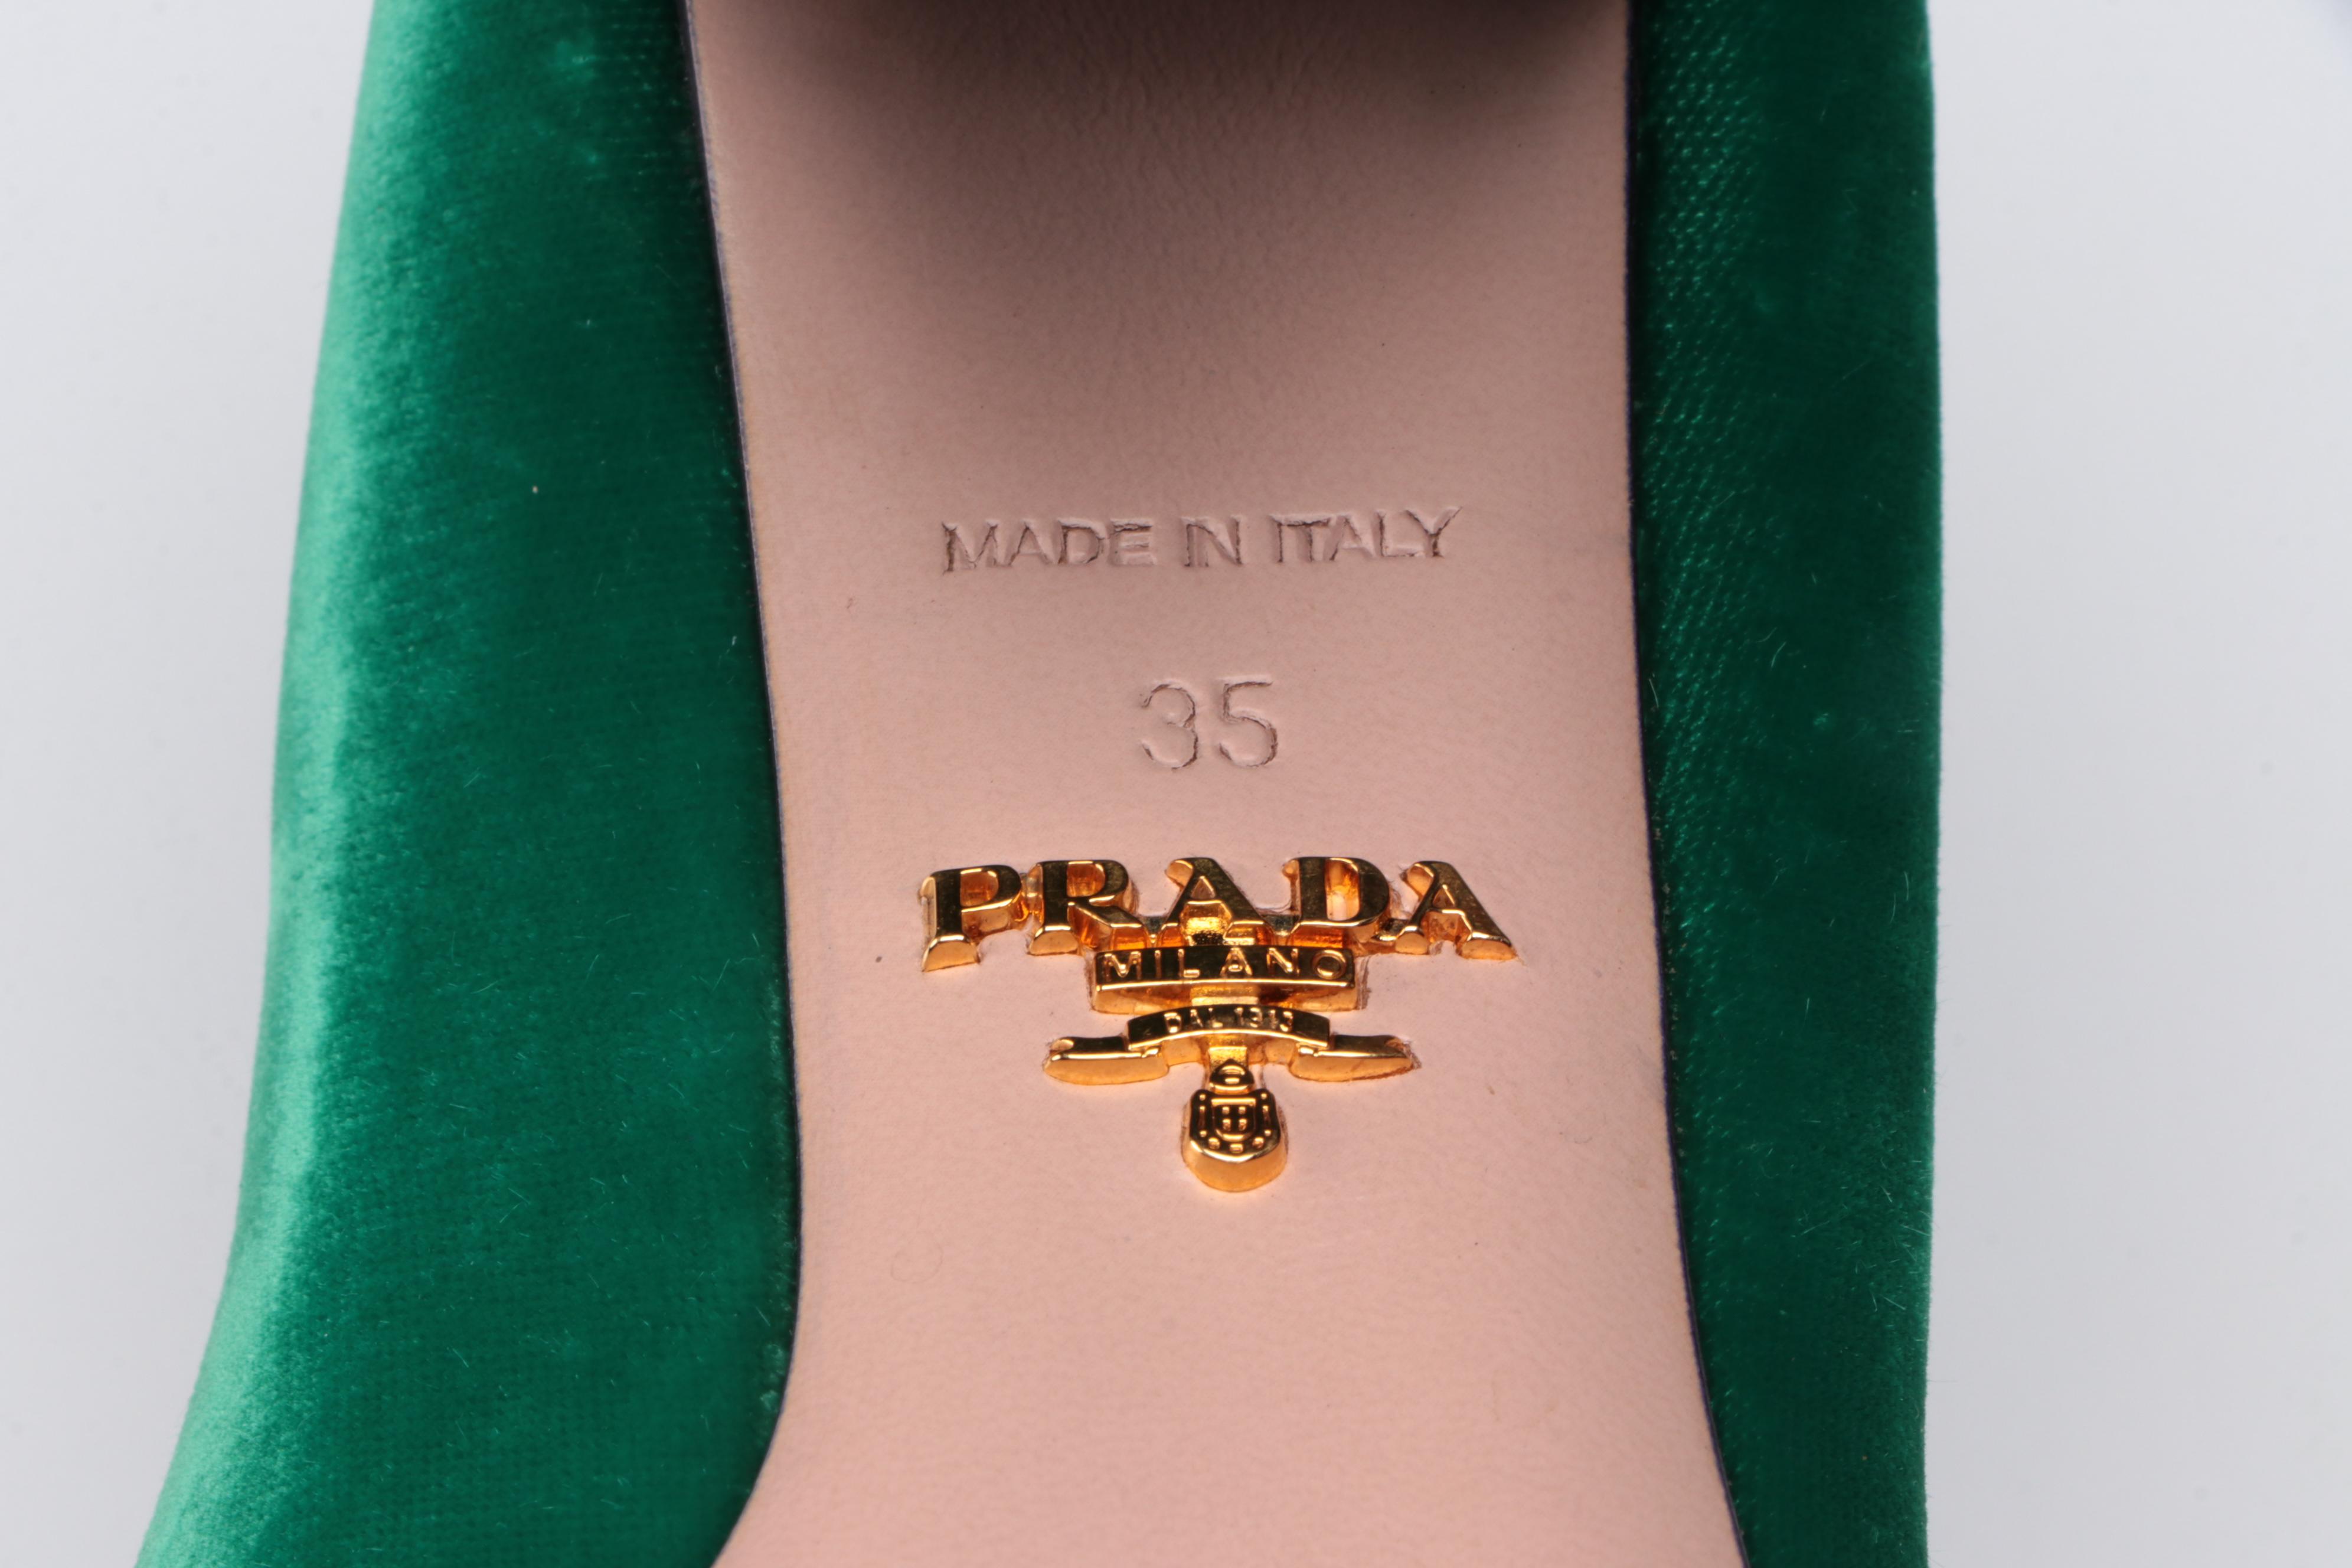 MADE IN ITALY
35
PRADA
MILANO
DAL 1913